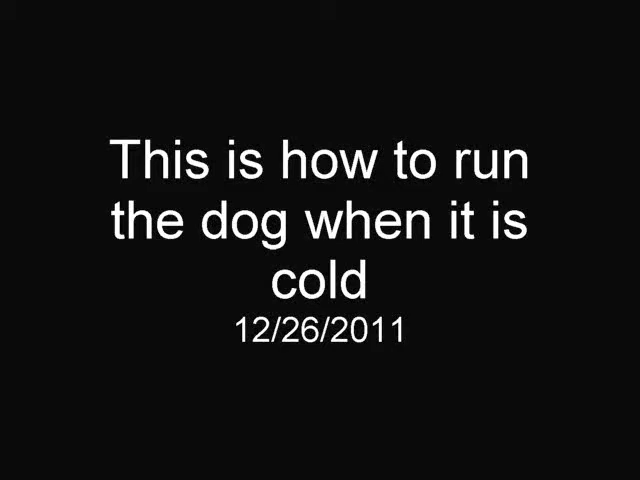 This is how to run
the dog when it is
cold
12/26/2011